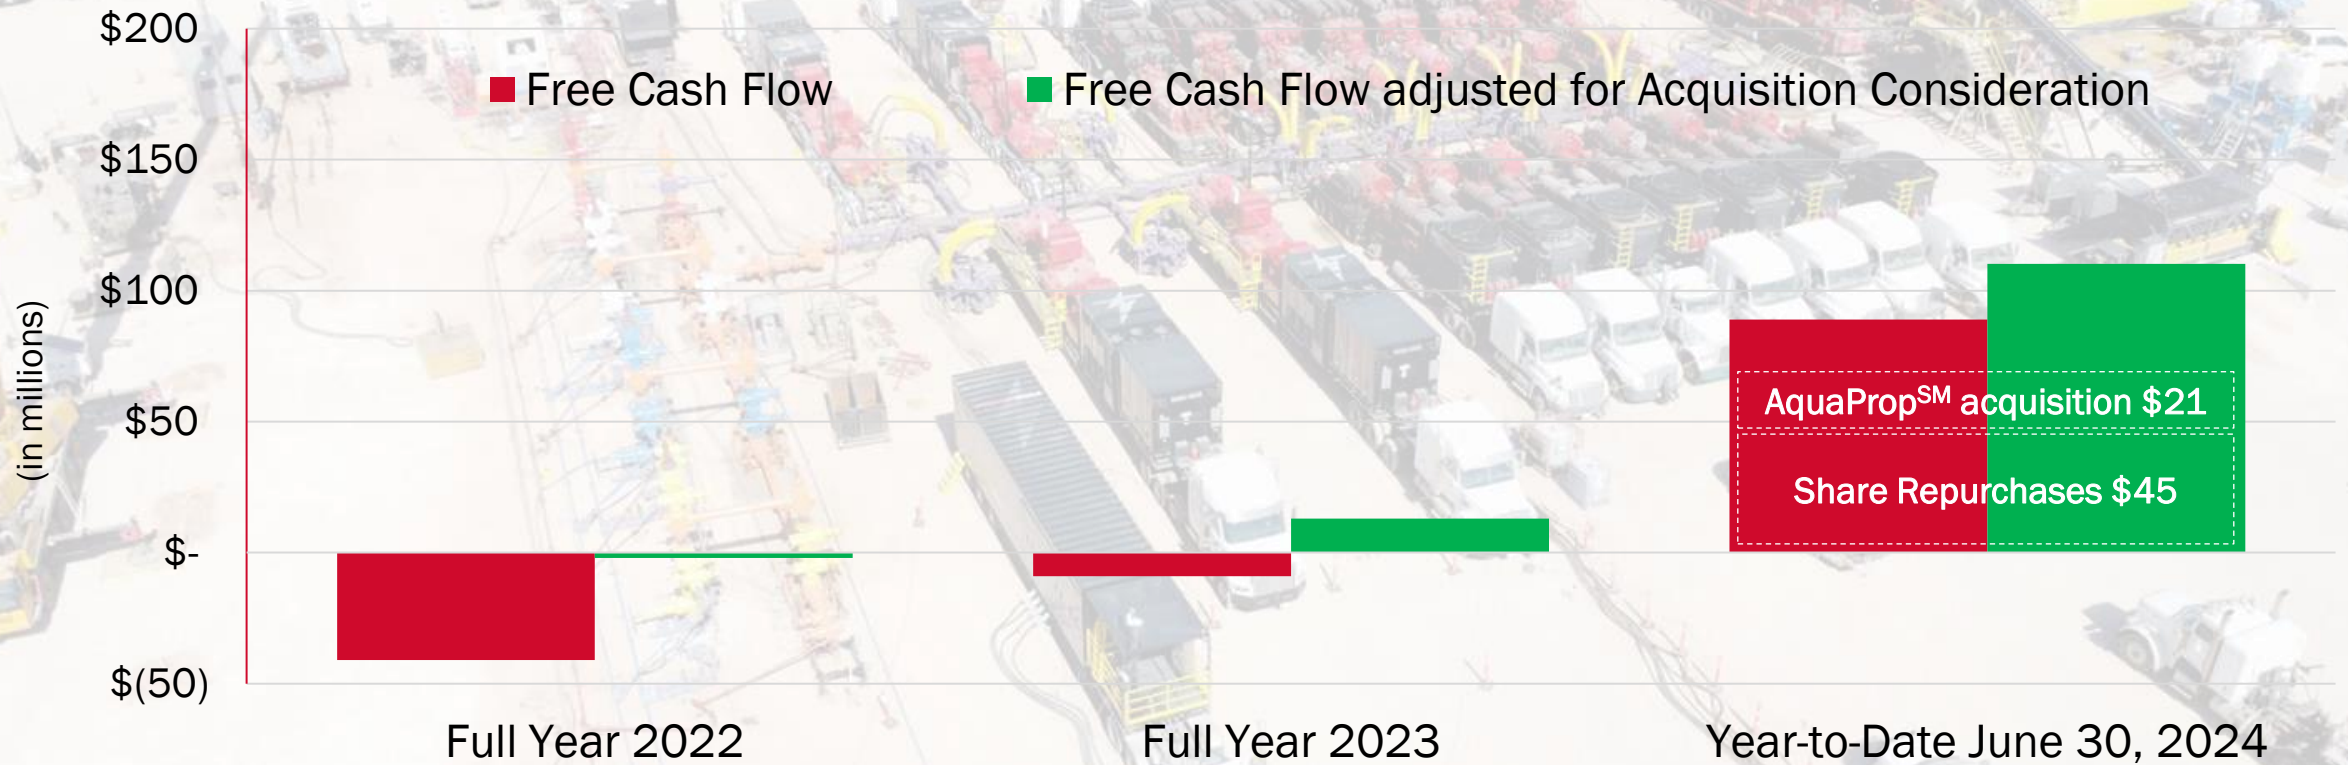 $200
Free Cash Flow
Free Cash Flow adjusted for Acquisition Consideration
$150
$100
(in millions)
$50
$-
$(50)
AquaProp℠ acquisition $21
Share Repurchases $45
Full Year 2022
Full Year 2023
Year-to-Date June 30, 2024